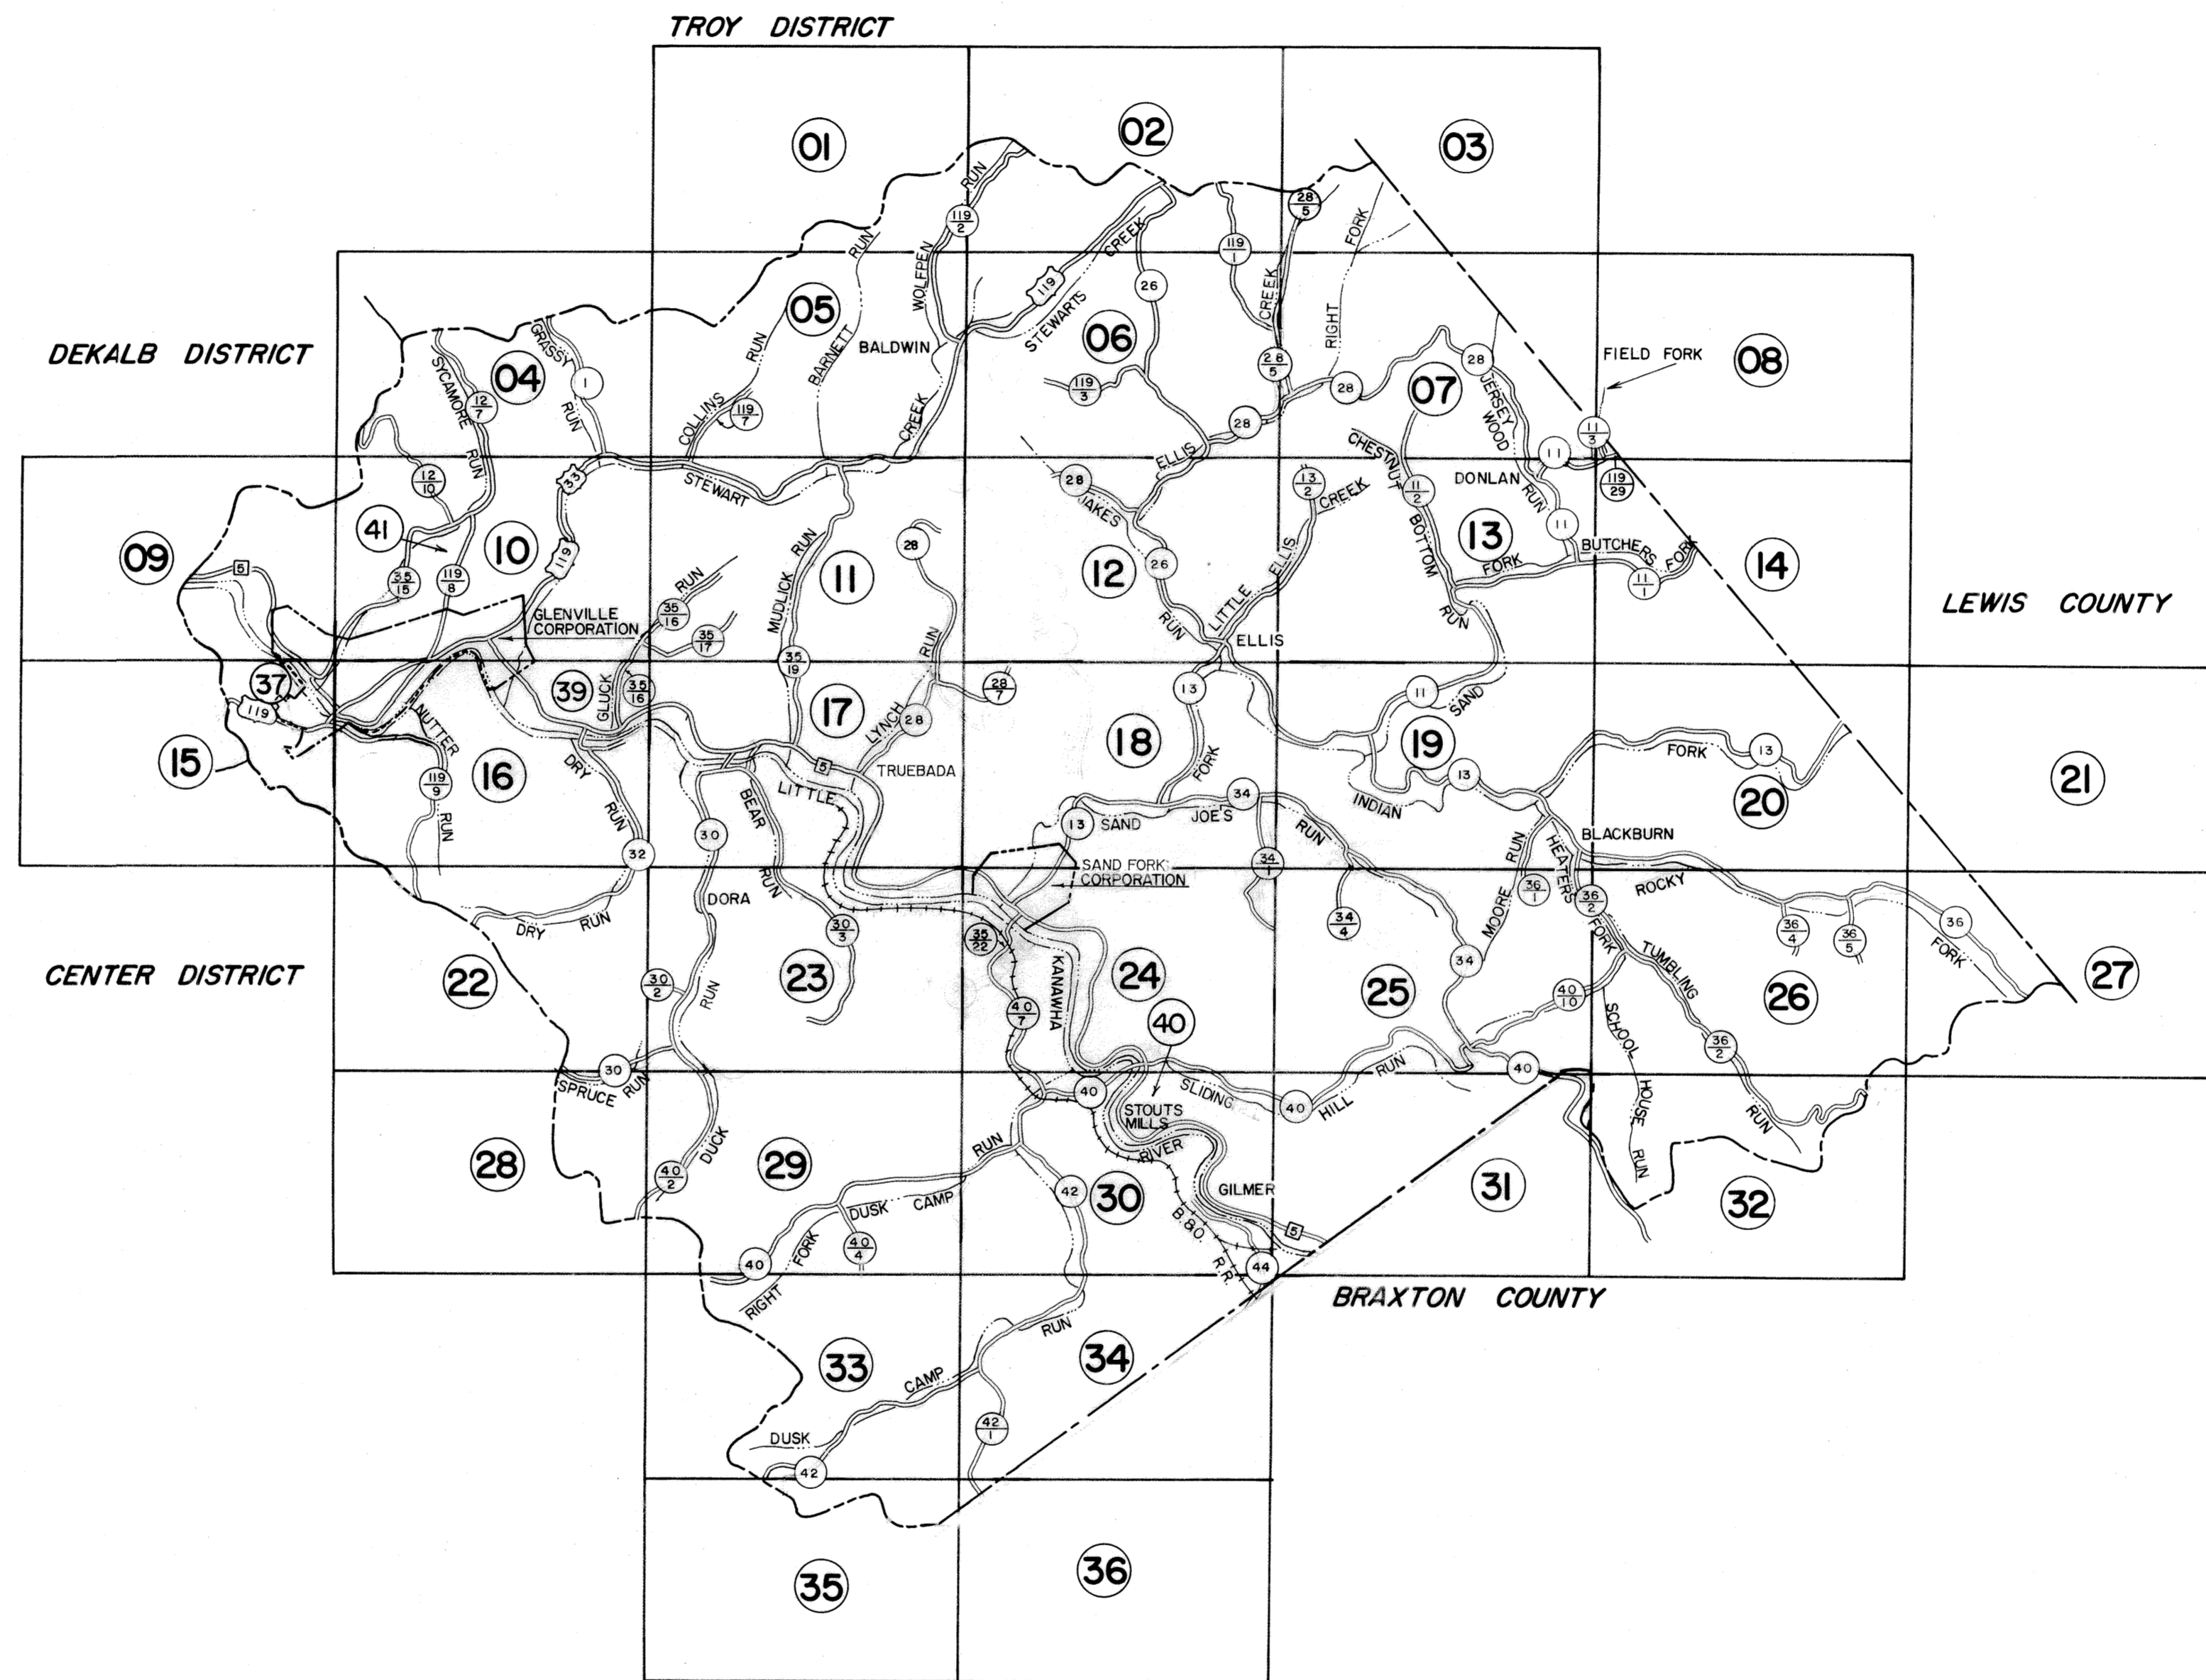 TROY DISTRICT
01
02
03
RUN
119/2
28/5
FORK
RUN
CREEK
119/1
WOLFPEN
119
26
CREEK
RIGHT
05
STEWARTS
06
DEKALB DISTRICT
GRASSY
RUN
BARNETT
BALDWIN
28/5
28
28
FIELD FORK
08
SYCAMORE
04
1
12/7
RUN
COLLINS
119/7
CREEK
119/3
28
07
JERSEY
WOOD
11/3
CHESTNUT
ELLIS
11
RUN
12/10
33
STEWART
28
JAKES
13/2
CREEK
11/2
DONLAN
RUN
119/29
41
09
5
10
119
28
BOTTOM
13
11
BUTCHERS
FORK
FORK
14
35/15
119/8
RUN
MUDLICK
RUN
11
12
26
ELLIS
LITTLE
11/1
LEWIS COUNTY
GLENVILLE
CORPORATION
35/16
35/17
RUN
RUN
ELLIS
RUN
37
119
39
GLUCK
35/16
35/19
17
28/7
LYNCH
28
13
11
SAND
NUTTER
15
16
119/9
RUN
DRY
RUN
5
TRUEBADA
LITTLE
18
FORK
19
13
FORK
13
20
21
INDIAN
BEAR
RUN
30
32
13
SAND
JOE'S
34
RUN
BLACKBURN
RUN
HEATERS
FORK
SAND FORK
CORPORATION
34/1
ROCKY
MOORE
36/1
36/2
DORA
DRY RUN
30/3
35/22
34/4
36/4
36/5
36
FORK
CENTER DISTRICT
22
30/2
RUN
23
KANAWHA
24
25
34
TUMBLING
26
27
40/7
40
40/10
SCHOOL
HOUSE
RUN
36/2
RUN
30
SPRUCE RUN
40
SLIDING
40
HILL
RUN
40
STOUTS
MILLS
RIVER
28
DUCK
40/2
29
RUN
DUSK CAMP
42
30
GILMER
31
32
B.&O.
R.R.
5
FORK
RIGHT
40
40/4
44
BRAXTON COUNTY
RUN
33
CAMP
34
DUSK
42
42/1
35
36